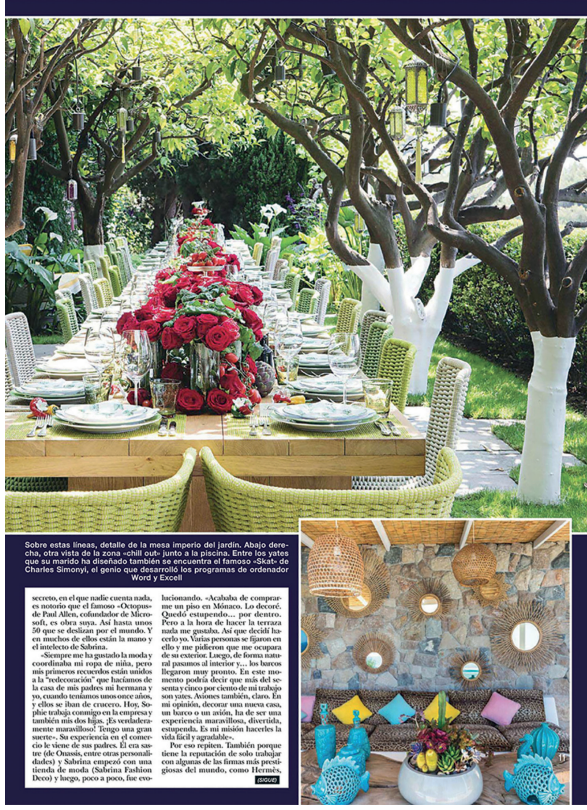 Sobre estas líneas, detalle de la mesa imperio del jardín. Abajo dere-
cha, otra vista de la zona «chill out» junto a la piscina. Entre los yates
que su marido ha diseñado también se encuentra el famoso «Skat» de
Charles Simonyi, el genio que desarrolló los programas de ordenador
Word y Excell
secreto, en el que nadie cuenta nada,
es notorio que el famoso «Octopus»
de Paul Allen, cofundador de Micro-
soft, es obra suya. Así hasta unos
50 que se deslizan por el mundo. Y
en muchos de ellos están la mano y
el intelecto de Sabrina.
«Siempre me ha gustado la moda y
coordinaba mi ropa de niña, pero
mis primeros recuerdos están unidos
a la “redecoración” que hacíamos de
la casa de mis padres mi hermana y
yo, cuando teníamos unos once años,
y ellos se iban de crucero. Hoy, So-
phie trabaja conmigo en la empresa y
también mis dos hijas. ¡Es verdadera-
mente maravilloso! Tengo una gran
suerte». Su experiencia en el comer-
cio le viene de sus padres. El era sas-
tre (de Onassis, entre otras personali-
dades) y Sabrina empezó con una
tienda de moda (Sabrina Fashion
Deco) y luego, poco a poco, fue evo-
lucionando. «Acababa de comprar-
me un piso en Mónaco. Lo decoré.
Quedó estupendo... por dentro.
Pero a la hora de hacer la terraza
nada me gustaba. Así que decidí ha-
cerlo yo. Varias personas se fijaron en
ello y me pidieron que me ocupara
de su exterior. Luego, de forma natu-
ral pasamos al interior y... los barcos
llegaron muy pronto. En este mo-
mento podría decir que más del se-
senta y cinco por ciento de mi trabajo
son yates. Aviones también, claro. En
mi opinión, decorar una nueva casa,
un barco o un avión, ha de ser una
experiencia maravillosa, divertida,
estupenda. Es mi misión hacerles la
vida fácil y agradable».
Por eso repiten. También porque
tiene la reputación de solo trabajar
con algunas de las firmas más presti-
giosas del mundo, como Hermès,
(SIGUE)